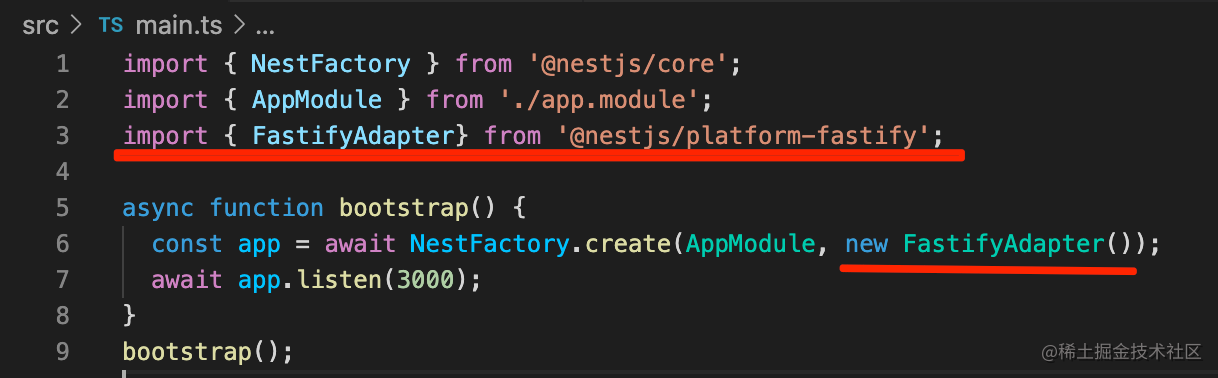 src > TS main.ts > ...
1 import { NestFactory } from '@nestjs/core';
2 import { AppModule } from './app.module';
3 import { FastifyAdapter} from '@nestjs/platform-fastify';
4
5 async function bootstrap() {
6   const app = await NestFactory.create(AppModule, new FastifyAdapter());
7   await app.listen(3000);
8 }
9 bootstrap();
@稀土掘金技术社区